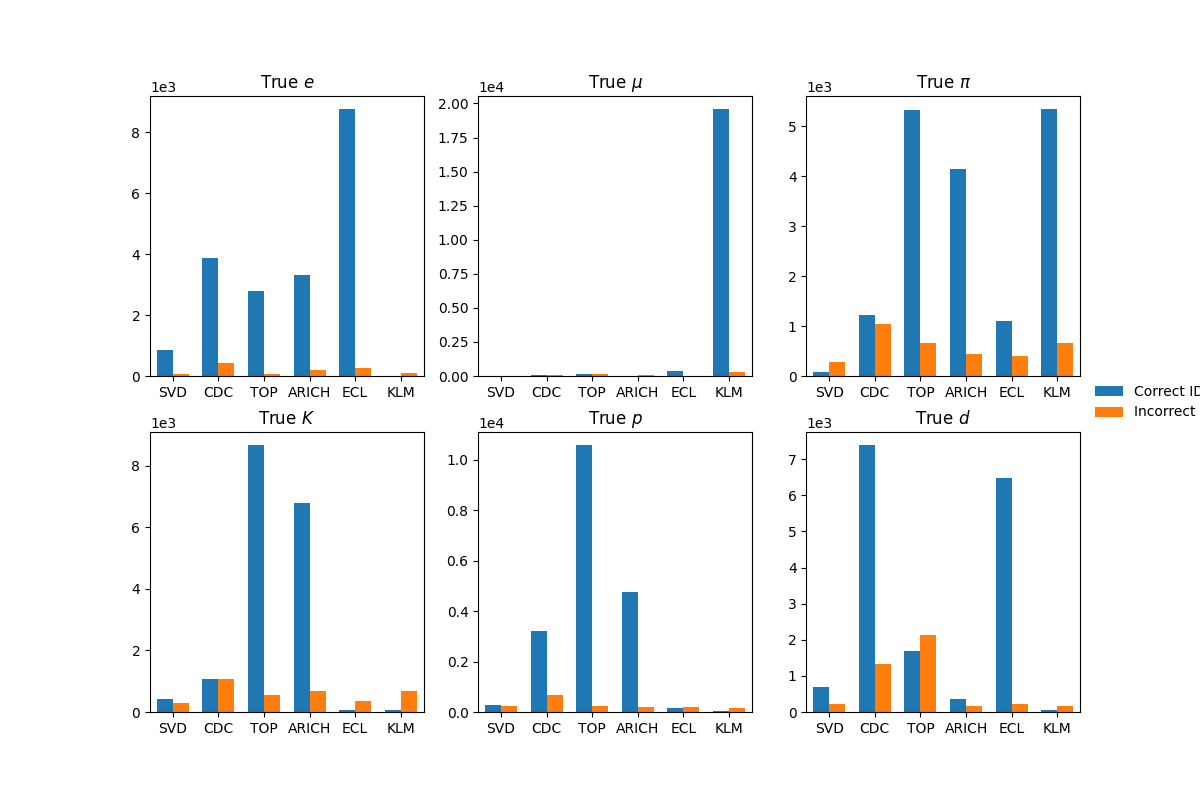 True e
1e3
8
6
4
2
0
SVD CDC TOP ARICH ECL KLM
True μ
1e4
2.00
1.75
1.50
1.25
1.00
0.75
0.50
0.25
0.00
SVD CDC TOP ARICH ECL KLM
True π
1e3
5
4
3
2
1
0
SVD CDC TOP ARICH ECL KLM
Correct ID
Incorrect
True K
1e3
8
6
4
2
0
SVD CDC TOP ARICH ECL KLM
True p
1e4
1.0
0.8
0.6
0.4
0.2
0.0
SVD CDC TOP ARICH ECL KLM
True d
1e3
7
6
5
4
3
2
1
0
SVD CDC TOP ARICH ECL KLM